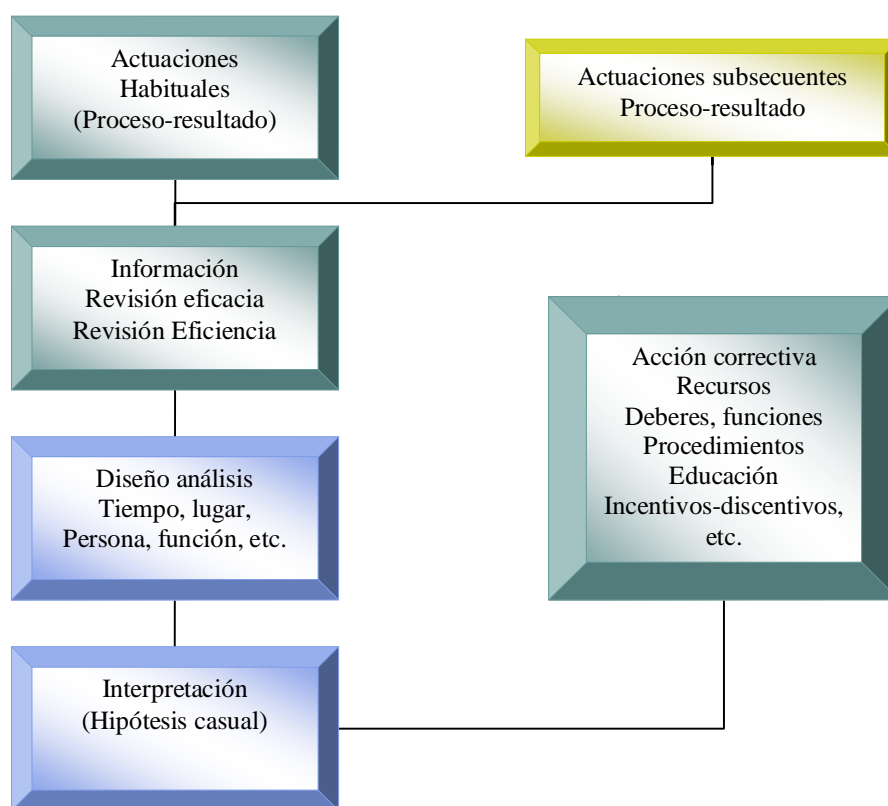 Actuaciones
Habituales
(Proceso-resultado)
Actuaciones subsecuentes
Proceso-resultado
Información
Revisión eficacia
Revisión Eficiencia
Acción correctiva
Recursos
Deberes, funciones
Procedimientos
Educación
Incentivos-discentivos,
etc.
Diseño análisis
Tiempo, lugar,
Persona, función, etc.
Interpretación
(Hipótesis casual)